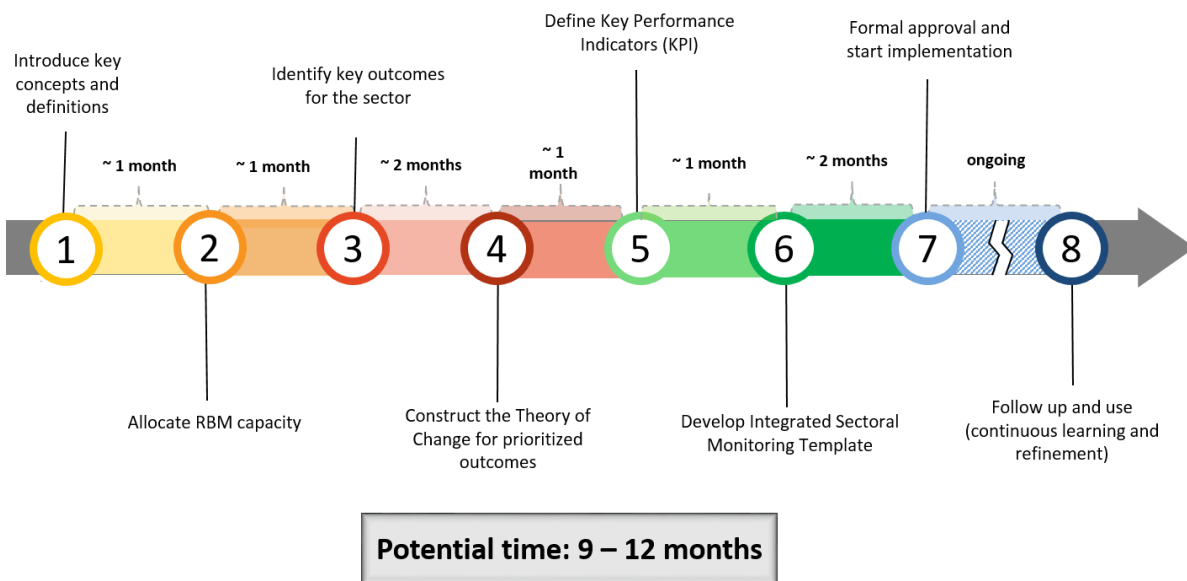 Define Key Performance
Indicators (KPI)
Formal approval and
start implementation
Introduce key
concepts and
definitions
Identify key outcomes
for the sector
~ 1 month
~ 1 month
~ 2 months
~ 1
month
~ 1 month
~ 2 months
ongoing
1
2
3
4
5
6
7
8
Allocate RBM capacity
Construct the Theory of
Change for prioritized
outcomes
Develop Integrated Sectoral
Monitoring Template
Follow up and use
(continuous learning and
refinement)
Potential time: 9 – 12 months